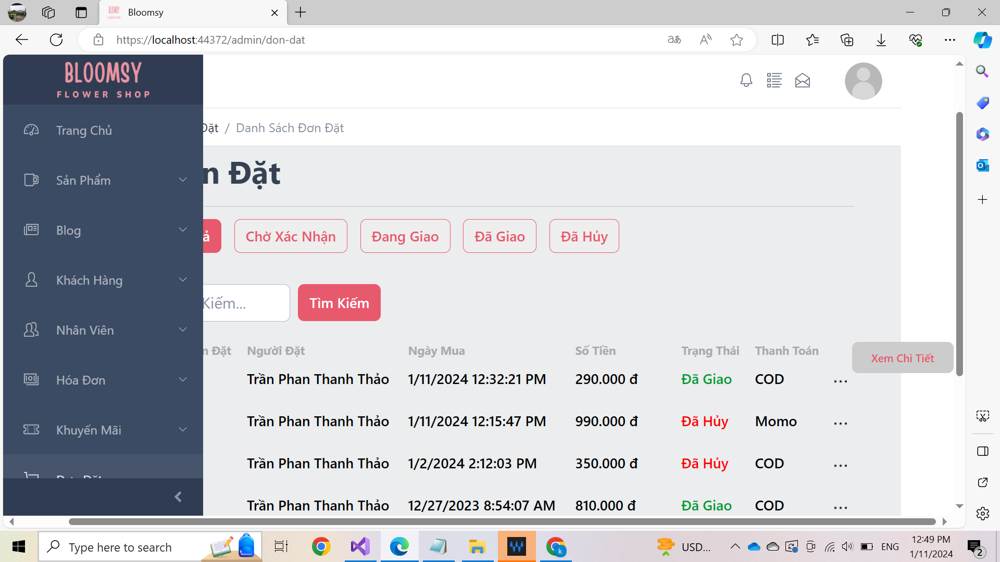 Bloomsy
https://localhost:44372/admin/don-dat
BLOOMSY
FLOWER SHOP
Trang Chủ
Sản Phẩm
Blog
Khách Hàng
Nhân Viên
Hóa Đơn
Khuyến Mãi
Đặt / Danh Sách Đơn Đặt
n Đặt
ả Chờ Xác Nhận Đang Giao Đã Giao Đã Hủy
Kiếm... Tìm Kiếm
n Đặt Người Đặt Ngày Mua Số Tiền Trạng Thái Thanh Toán
Xem Chi Tiết
Trần Phan Thanh Thảo 1/11/2024 12:32:21 PM 290.000 đ Đã Giao COD ...
Trần Phan Thanh Thảo 1/11/2024 12:15:47 PM 990.000 đ Đã Hủy Momo ...
Trần Phan Thanh Thảo 1/2/2024 2:12:03 PM 350.000 đ Đã Hủy COD ...
Trần Phan Thanh Thảo 12/27/2023 8:54:07 AM 810.000 đ Đã Giao COD ...
Type here to search
USD...
ENG
12:49 PM
1/11/2024
2